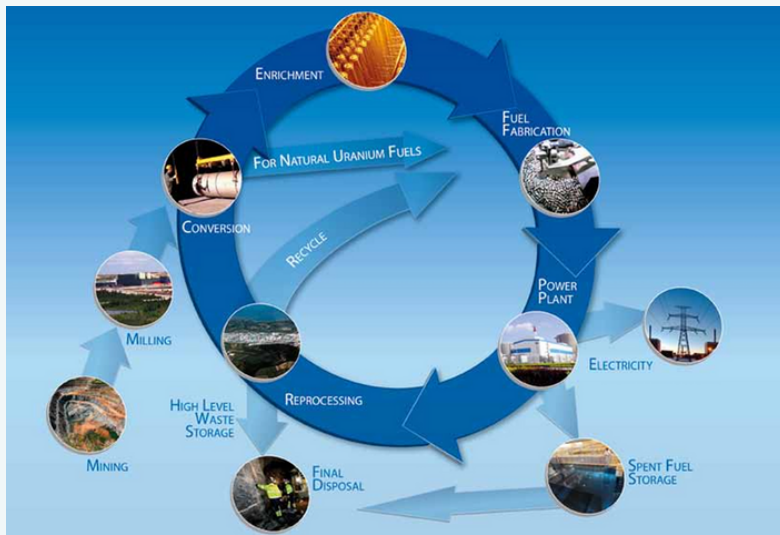 ENRICHMENT
FUEL
FABRICATION
FOR NATURAL URANIUM FUELS
CONVERSION
RECYCLE
POWER
PLANT
MILLING
ELECTRICITY
HIGH LEVEL
WASTE
STORAGE
REPROCESSING
MINING
FINAL
DISPOSAL
SPENT FUEL
STORAGE